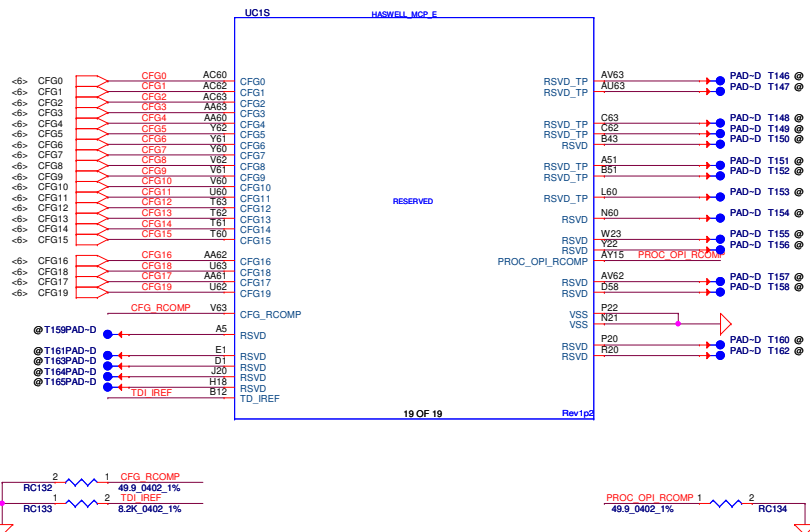 UC1S
HASWELL_MCP_E
<6> CFG0 CFG0 AC60 CFG0
<6> CFG1 CFG1 AC62 CFG1
<6> CFG2 CFG2 AC63 CFG2
<6> CFG3 CFG3 AA63 CFG3
<6> CFG4 CFG4 AA60 CFG4
<6> CFG5 CFG5 Y62 CFG5
<6> CFG6 CFG6 Y61 CFG6
<6> CFG7 CFG7 Y60 CFG7
<6> CFG8 CFG8 V62 CFG8
<6> CFG9 CFG9 V61 CFG9
<6> CFG10 CFG10 V60 CFG10
<6> CFG11 CFG11 U60 CFG11
<6> CFG12 CFG12 T63 CFG12
<6> CFG13 CFG13 T62 CFG13
<6> CFG14 CFG14 T61 CFG14
<6> CFG15 CFG15 T60 CFG15
<6> CFG16 CFG16 AA62 CFG16
<6> CFG18 CFG18 U63 CFG18
<6> CFG17 CFG17 AA61 CFG17
<6> CFG19 CFG19 U62 CFG19
CFG_RCOMP V63 CFG_RCOMP
@T159PAD~D A5 RSVD
@T161PAD~D E1 RSVD
@T163PAD~D D1 RSVD
@T164PAD~D J20 RSVD
@T165PAD~D H18 RSVD
TDI_IREF B12 TD_IREF
RESERVED
RSVD_TP AV63 PAD~D T146 @
RSVD_TP AU63 PAD~D T147 @
RSVD_TP C63 PAD~D T148 @
RSVD_TP C62 PAD~D T149 @
RSVD B43 PAD~D T150 @
RSVD_TP A51 PAD~D T151 @
RSVD_TP B51 PAD~D T152 @
RSVD_TP L60 PAD~D T153 @
RSVD N60 PAD~D T154 @
RSVD W23 PAD~D T155 @
RSVD Y22 PAD~D T156 @
PROC_OPI_RCOMP AY15 PROC_OPI_RCOMP
RSVD AV62 PAD~D T157 @
RSVD D58 PAD~D T158 @
VSS P22
VSS N21
RSVD P20 PAD~D T160 @
RSVD R20 PAD~D T162 @
19 OF 19
Rev1p2
RC132 2 1 CFG_RCOMP
49.9_0402_1%
RC133 1 2 TDI_IREF
8.2K_0402_1%
PROC_OPI_RCOMP 1 2 RC134
49.9_0402_1%